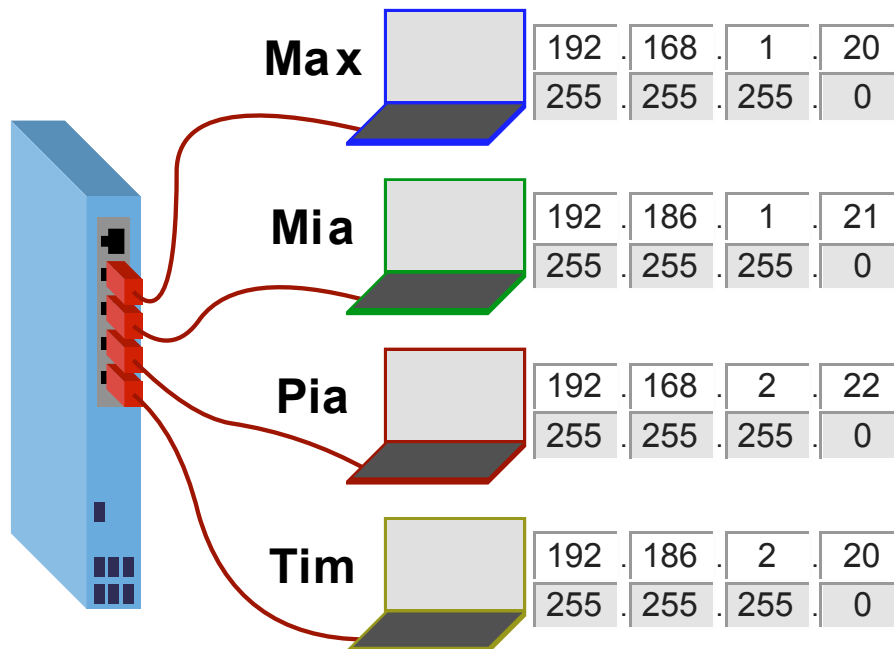 Max
192 . 168 . 1 . 20
255 . 255 . 255 . 0
Mia
192 . 186 . 1 . 21
255 . 255 . 255 . 0
Pia
192 . 168 . 2 . 22
255 . 255 . 255 . 0
Tim
192 . 186 . 2 . 20
255 . 255 . 255 . 0